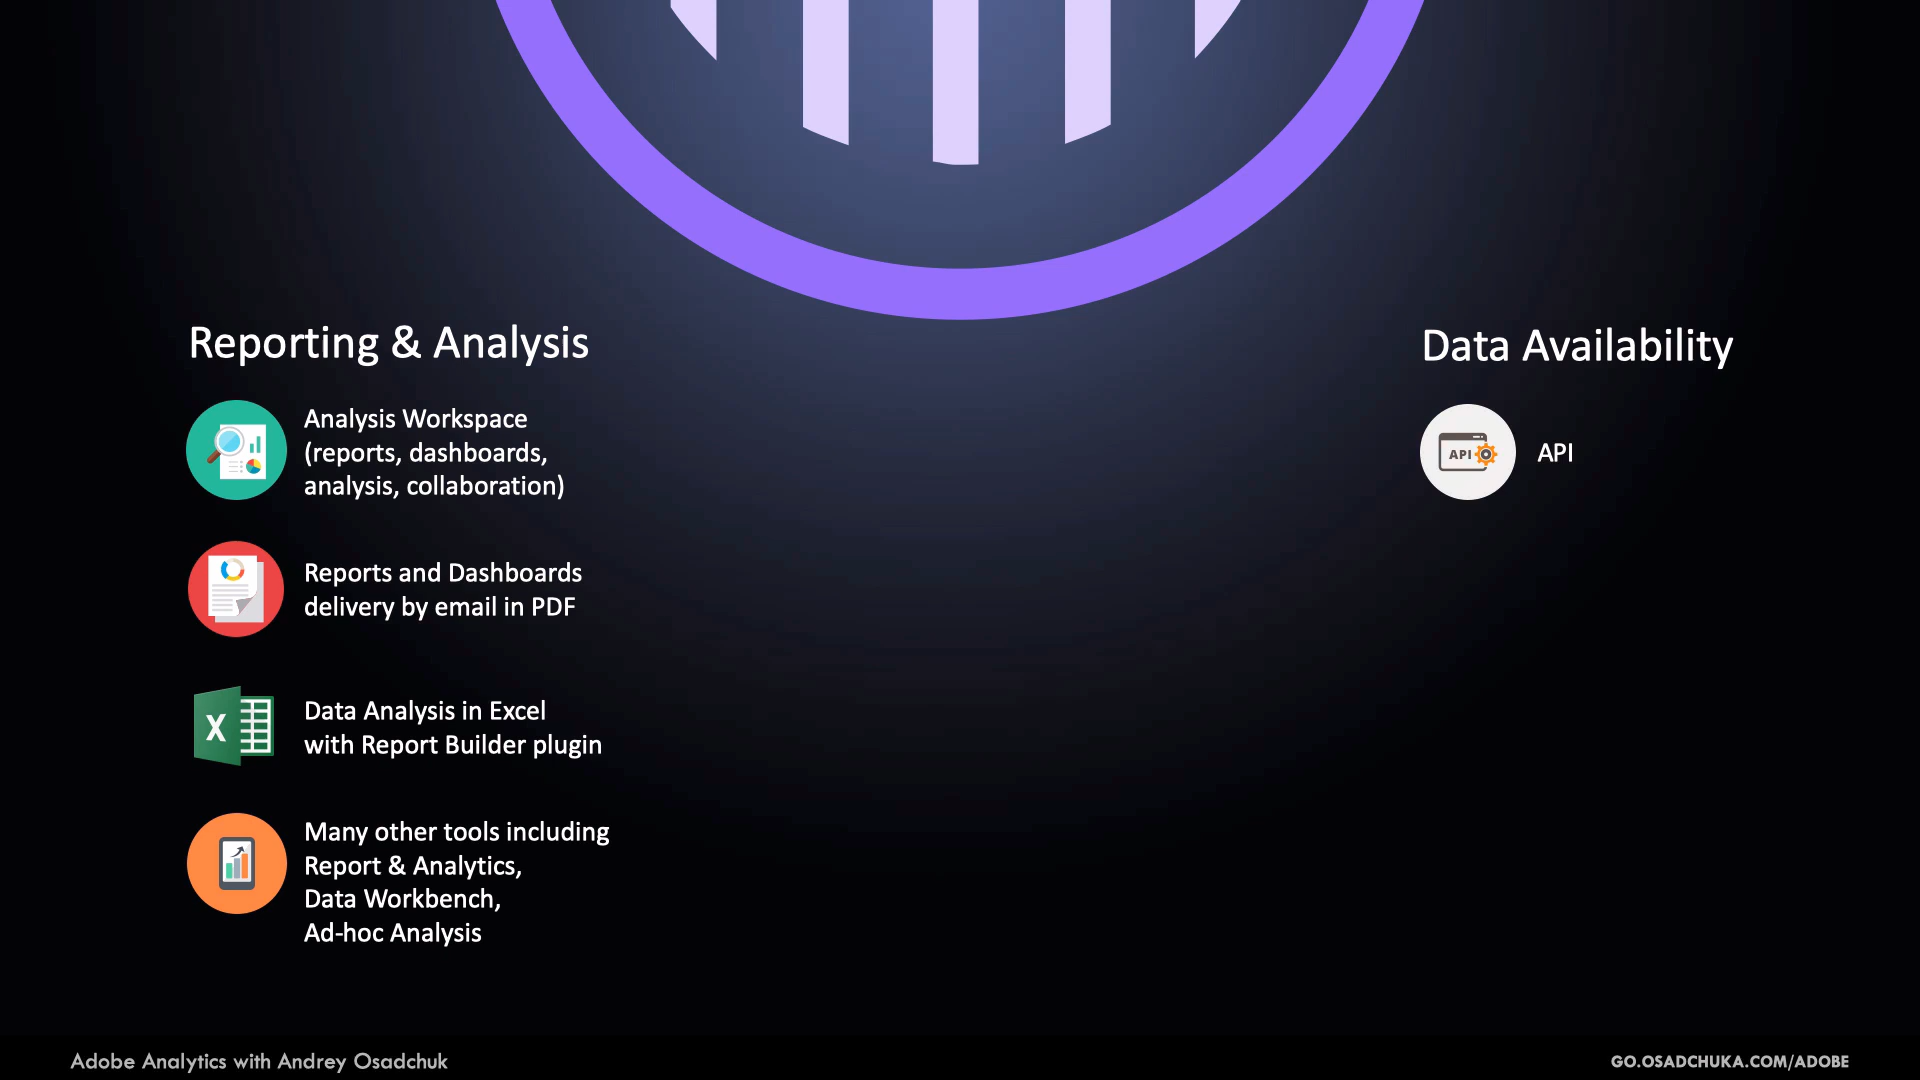 Reporting & Analysis
Analysis Workspace
(reports, dashboards,
analysis, collaboration)
Reports and Dashboards
delivery by email in PDF
X
Data Analysis in Excel
with Report Builder plugin
Many other tools including
Report & Analytics,
Data Workbench,
Ad-hoc Analysis
Data Availability
API
API
Adobe Analytics with Andrey Osadchuk
GO.OSADCHUKA.COM/ADOBE